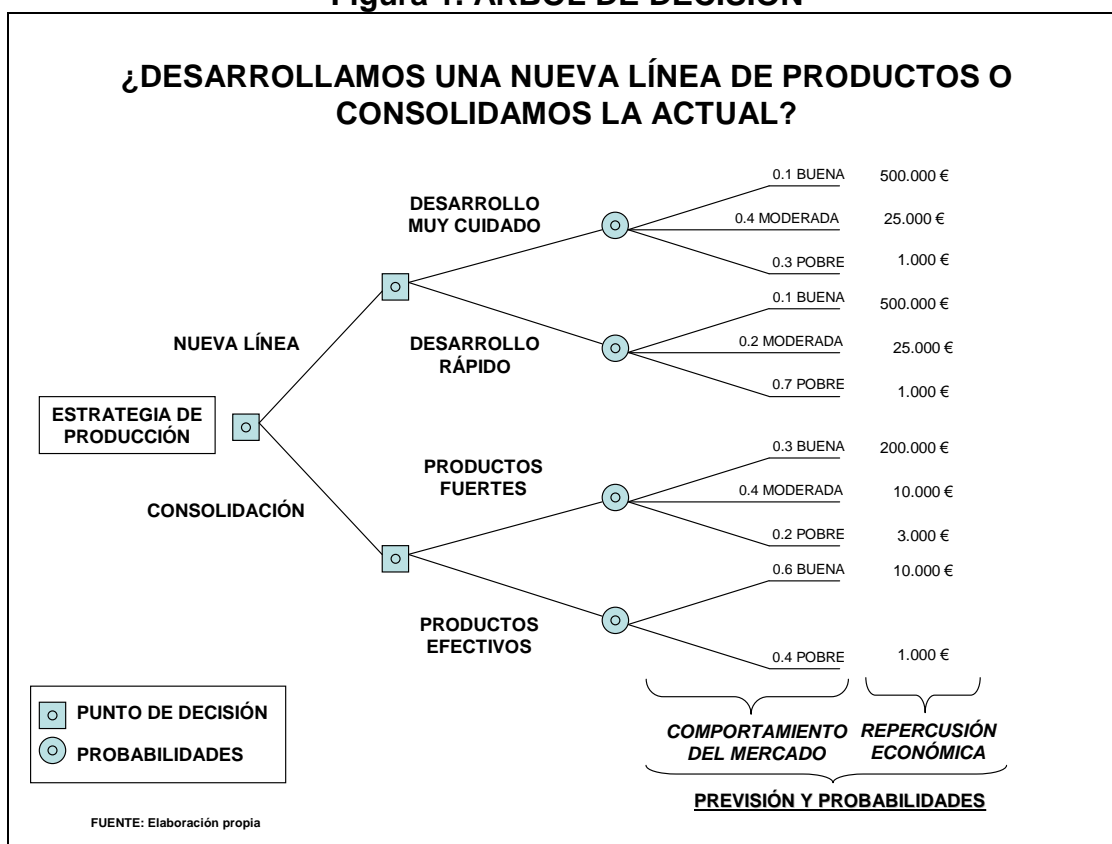 Figura 1: ÁRBOL DE DECISIÓN
¿DESARROLLAMOS UNA NUEVA LÍNEA DE PRODUCTOS O
CONSOLIDAMOS LA ACTUAL?
DESARROLLO
MUY CUIDADO
0.1 BUENA 500.000 €
0.4 MODERADA 25.000 €
0.3 POBRE 1.000 €
NUEVA LÍNEA
DESARROLLO
RÁPIDO
0.1 BUENA 500.000 €
0.2 MODERADA 25.000 €
0.7 POBRE 1.000 €
ESTRATEGIA DE
PRODUCCIÓN
CONSOLIDACIÓN
PRODUCTOS
FUERTES
0.3 BUENA 200.000 €
0.4 MODERADA 10.000 €
0.2 POBRE 3.000 €
PRODUCTOS
EFECTIVOS
0.6 BUENA 10.000 €
0.4 POBRE 1.000 €
PUNTO DE DECISIÓN
PROBABILIDADES
COMPORTAMIENTO
DEL MERCADO
REPERCUSIÓN
ECONÓMICA
PREVISIÓN Y PROBABILIDADES
FUENTE: Elaboración propia